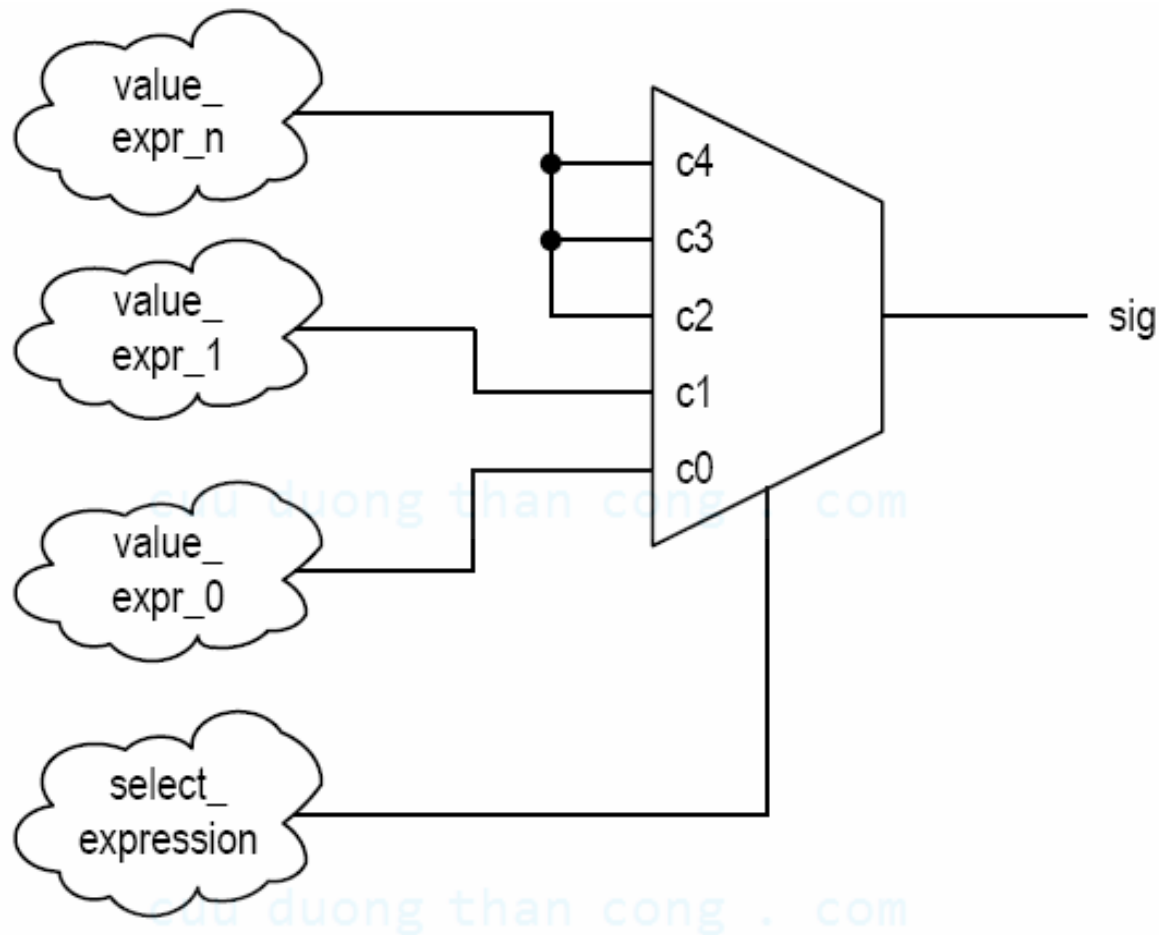 value_
expr_n
c4
c3
value_
expr_1
c2
sig
c1
c0
cuu duong than cong . com
value_
expr_0
select_
expression
cuu duong than cong . com